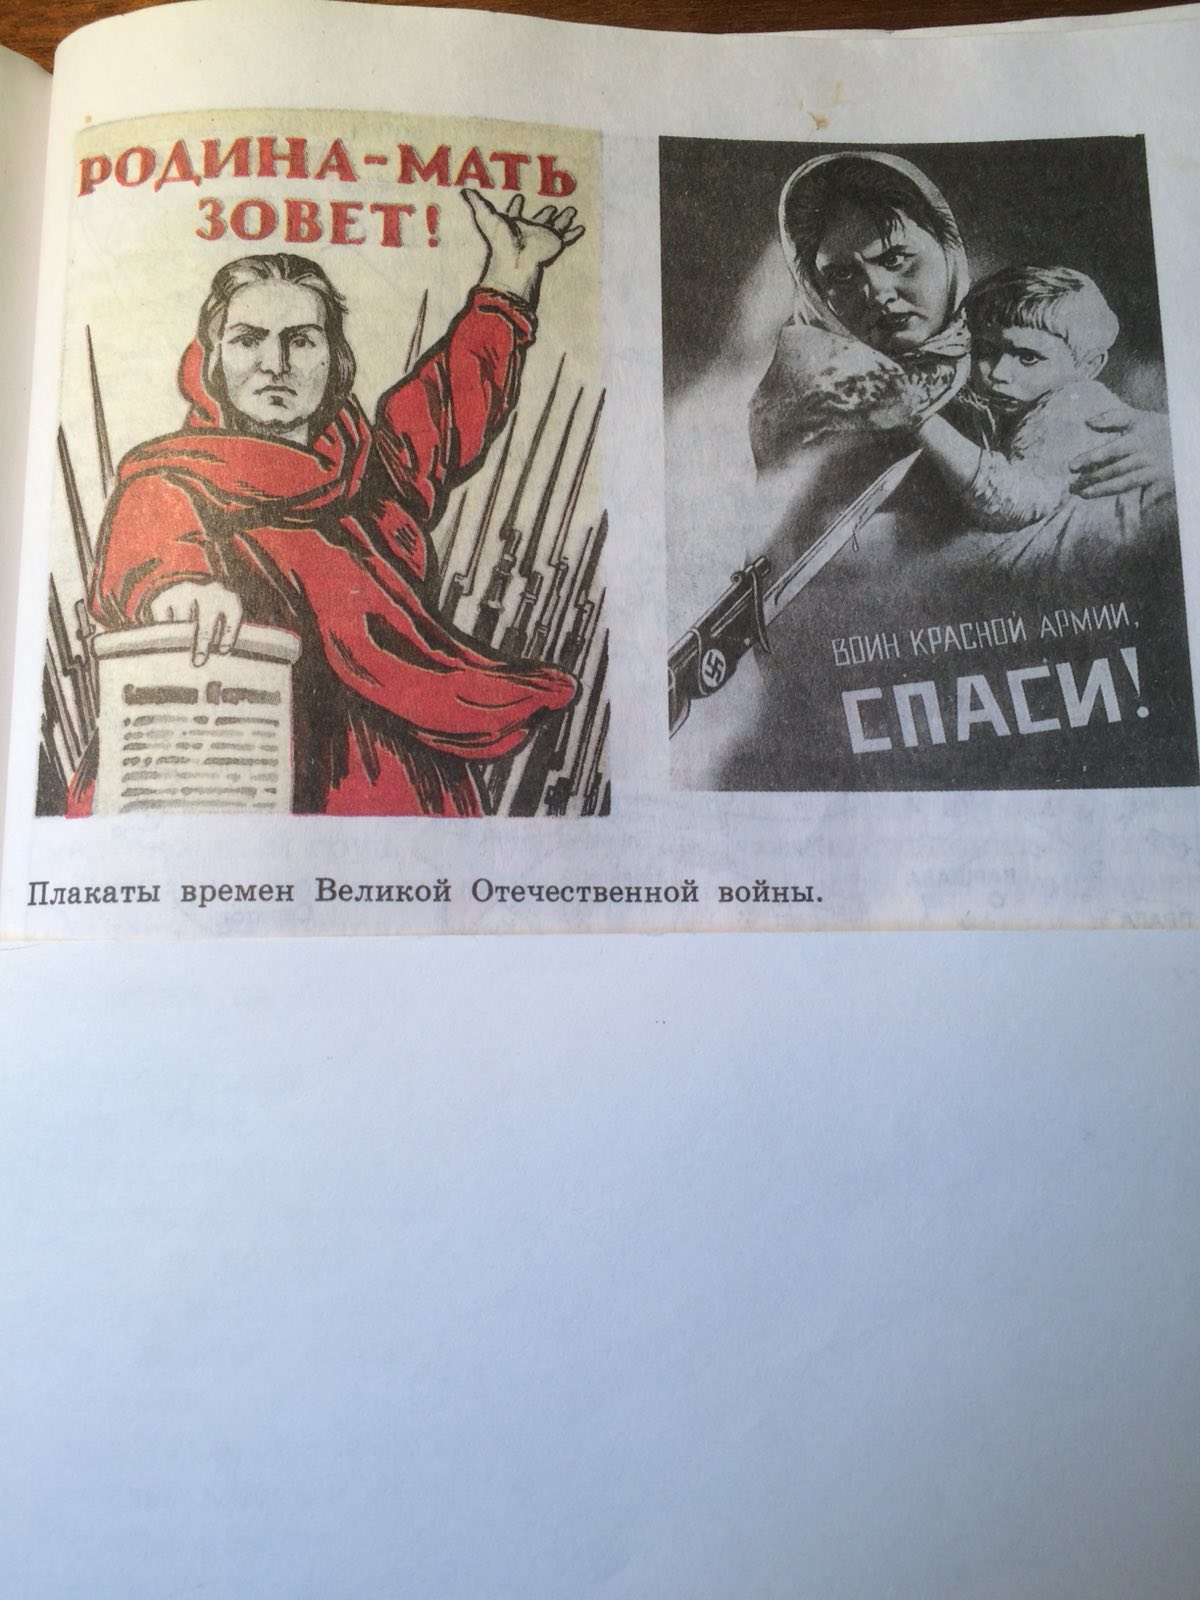 РОДИНА-МАТЬ
ЗОВЕТ!
ВОИН КРАСНОЙ АРМИИ,
СПАСИ!
Плакаты времен Великой Отечественной войны.